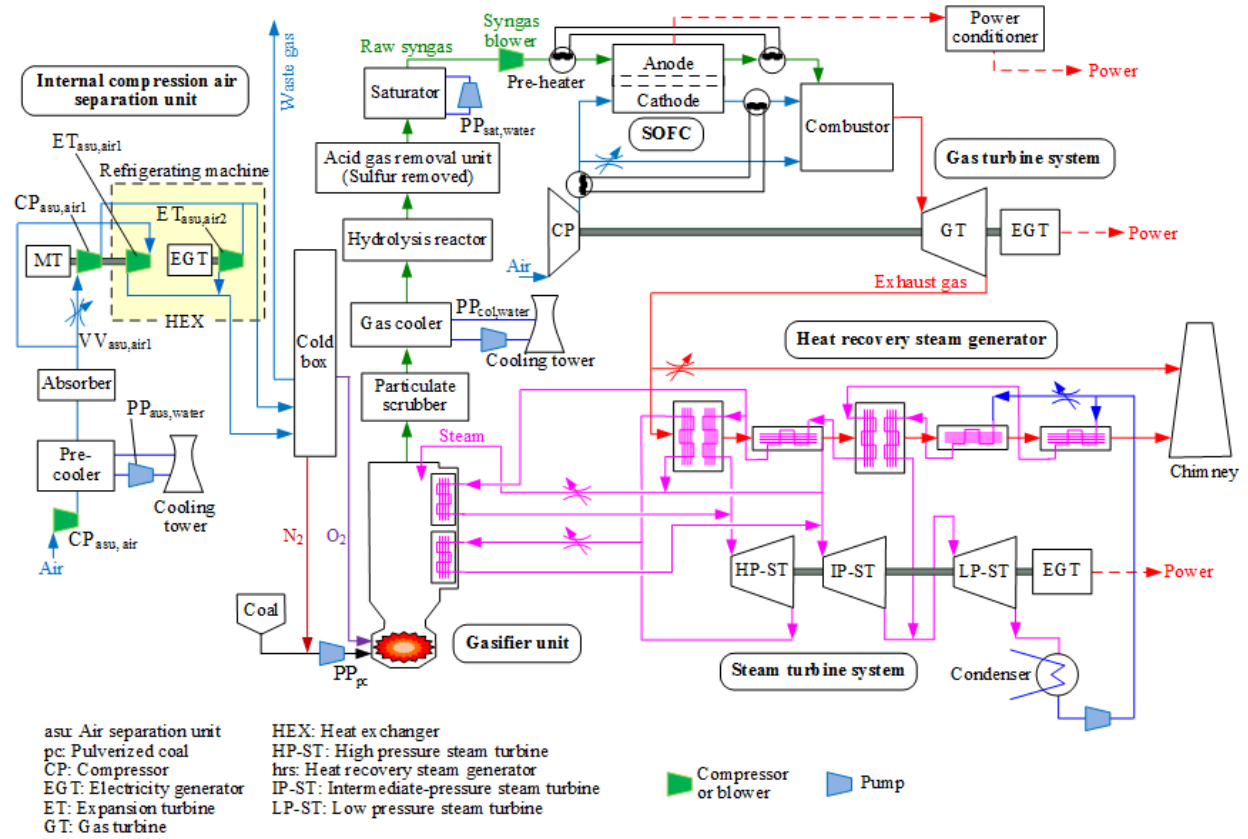 Waste gas
Raw syngas
Syngas
blower
Power
conditioner
Power
Internal compression air
separation unit
Saturator
PPsat,water
Pre-heater
Anode
Cathode
SOFC
Combustor
Gas turbine system
ETasu,air1
Refrigerating machine
CPasu,air1
ETasu,air2
MT
EGT
HEX
VVasu,air1
Acid gas removal unit
(Sulfur removed)
Hydrolysis reactor
CP
Air
GT
EGT
Power
Exhaust gas
Cold
box
Gas cooler
PPcol,water
Cooling tower
Heat recovery steam generator
Absorber
Particulate
scrubber
PPaus,water
Pre-
cooler
Cooling
tower
CPasu, air
Air
Steam
Chimney
N2
O2
HP-ST
IP-ST
LP-ST
EGT
Power
Coal
PPpc
Gasifier unit
Steam turbine system
Condenser
asu: Air separation unit
pc: Pulverized coal
CP: Compressor
EGT: Electricity generator
ET: Expansion turbine
GT: Gas turbine
HEX: Heat exchanger
HP-ST: High pressure steam turbine
hrs: Heat recovery steam generator
IP-ST: Intermediate-pressure steam turbine
LP-ST: Low pressure steam turbine
Compressor
or blower
Pump